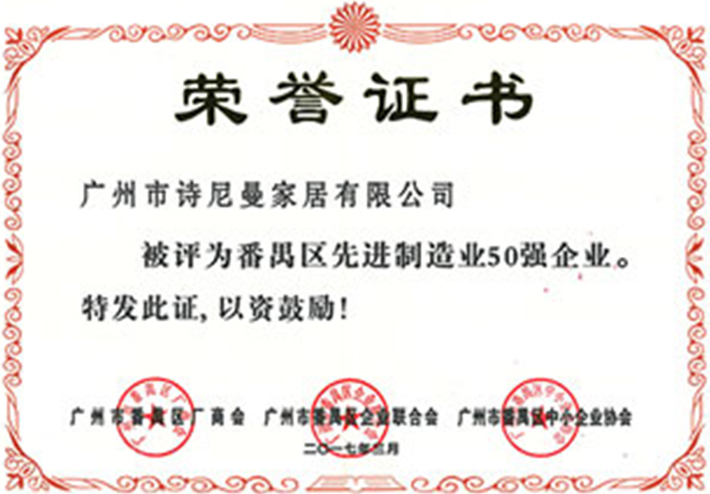 荣誉证书
广州市诗尼曼家居有限公司
被评为番禺区先进制造业50强企业。
特发此证,以资鼓励!
广州市番禺区厂商会 广州市番禺区企业联合会 广州市番禺区中小企业协会
二〇一七年三月